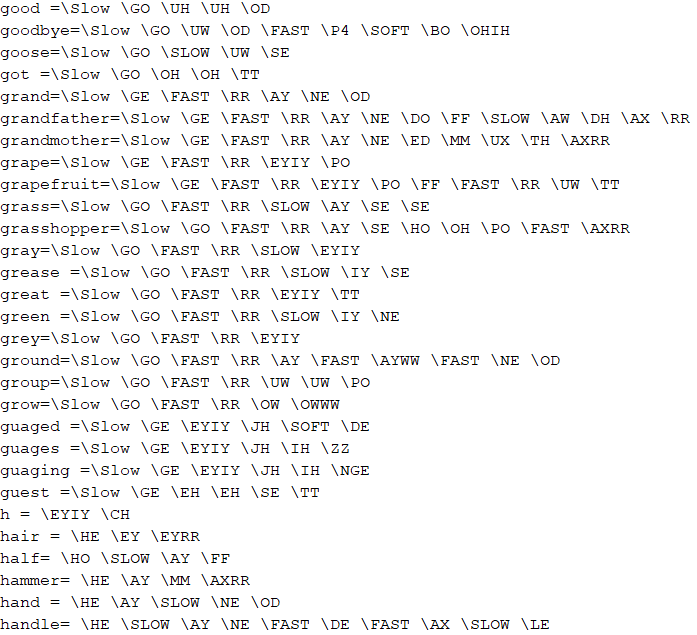 good =\Slow \GO \UH \UH \OD
goodbye=\Slow \GO \UW \OD \FAST \P4 \SOFT \BO \OHIH
goose=\Slow \GO \SLOW \UW \SE
got =\Slow \GO \OH \OH \TT
grand=\Slow \GE \FAST \RR \AY \NE \OD
grandfather=\Slow \GE \FAST \RR \AY \NE \DO \FF \SLOW \AW \DH \AX \RR
grandmother=\Slow \GE \FAST \RR \AY \NE \ED \MM \UX \TH \AXRR
grape=\Slow \GE \FAST \RR \EYIY \PO
grapefruit=\Slow \GE \FAST \RR \EYIY \PO \FF \FAST \RR \UW \TT
grass=\Slow \GO \FAST \RR \SLOW \AY \SE \SE
grasshopper=\Slow \GO \FAST \RR \AY \SE \HO \OH \PO \FAST \AXRR
gray=\Slow \GO \FAST \RR \SLOW \EYIY
grease =\Slow \GO \FAST \RR \SLOW \IY \SE
great =\Slow \GO \FAST \RR \EYIY \TT
green =\Slow \GO \FAST \RR \SLOW \IY \NE
grey=\Slow \GO \FAST \RR \EYIY
ground=\Slow \GO \FAST \RR \AY \FAST \AYWW \FAST \NE \OD
group=\Slow \GO \FAST \RR \UW \UW \PO
grow=\Slow \GO \FAST \RR \OW \OWWW
guaged =\Slow \GE \EYIY \JH \SOFT \DE
guages =\Slow \GE \EYIY \JH \IH \ZZ
guaging =\Slow \GE \EYIY \JH \IH \NGE
guest =\Slow \GE \EH \EH \SE \TT
h = \EYIY \CH
hair = \HE \EY \EYRR
half= \HO \SLOW \AY \FF
hammer= \HE \AY \MM \AXRR
hand = \HE \AY \SLOW \NE \OD
handle= \HE \SLOW \AY \NE \FAST \DE \FAST \AX \SLOW \LE